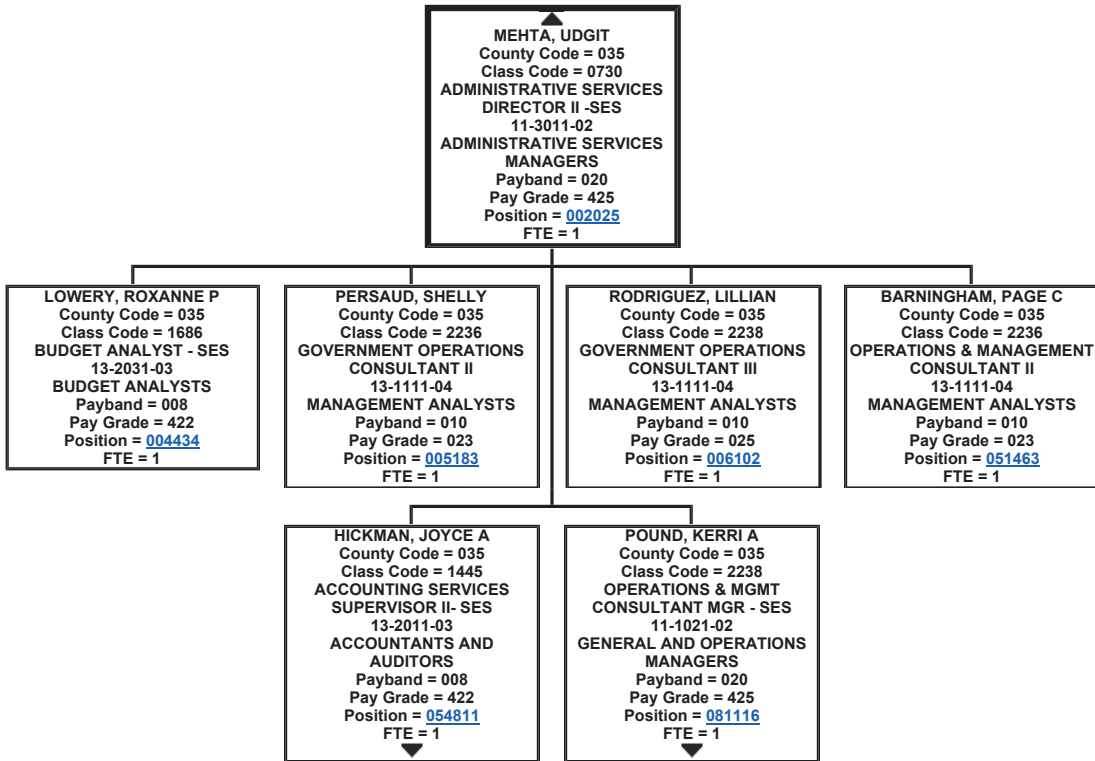 MEHTA, UDGIT
County Code = 035
Class Code = 0730
ADMINISTRATIVE SERVICES
DIRECTOR II -SES
11-3011-02
ADMINISTRATIVE SERVICES
MANAGERS
Payband = 020
Pay Grade = 425
Position = 002025
FTE = 1
LOWERY, ROXANNE P
County Code = 035
Class Code = 1686
BUDGET ANALYST - SES
13-2031-03
BUDGET ANALYSTS
Payband = 008
Pay Grade = 422
Position = 004434
FTE = 1
PERSAUD, SHELLY
County Code = 035
Class Code = 2236
GOVERNMENT OPERATIONS
CONSULTANT II
13-1111-04
MANAGEMENT ANALYSTS
Payband = 010
Pay Grade = 023
Position = 005183
FTE = 1
RODRIGUEZ, LILLIAN
County Code = 035
Class Code = 2238
GOVERNMENT OPERATIONS
CONSULTANT III
13-1111-04
MANAGEMENT ANALYSTS
Payband = 010
Pay Grade = 025
Position = 006102
FTE = 1
BARNINGHAM, PAGE C
County Code = 035
Class Code = 2236
OPERATIONS & MANAGEMENT
CONSULTANT II
13-1111-04
MANAGEMENT ANALYSTS
Payband = 010
Pay Grade = 023
Position = 051463
FTE = 1
HICKMAN, JOYCE A
County Code = 035
Class Code = 1445
ACCOUNTING SERVICES
SUPERVISOR II- SES
13-2011-03
ACCOUNTANTS AND
AUDITORS
Payband = 008
Pay Grade = 422
Position = 054811
FTE = 1
POUND, KERRI A
County Code = 035
Class Code = 2238
OPERATIONS & MGMT
CONSULTANT MGR - SES
11-1021-02
GENERAL AND OPERATIONS
MANAGERS
Payband = 020
Pay Grade = 425
Position = 081116
FTE = 1